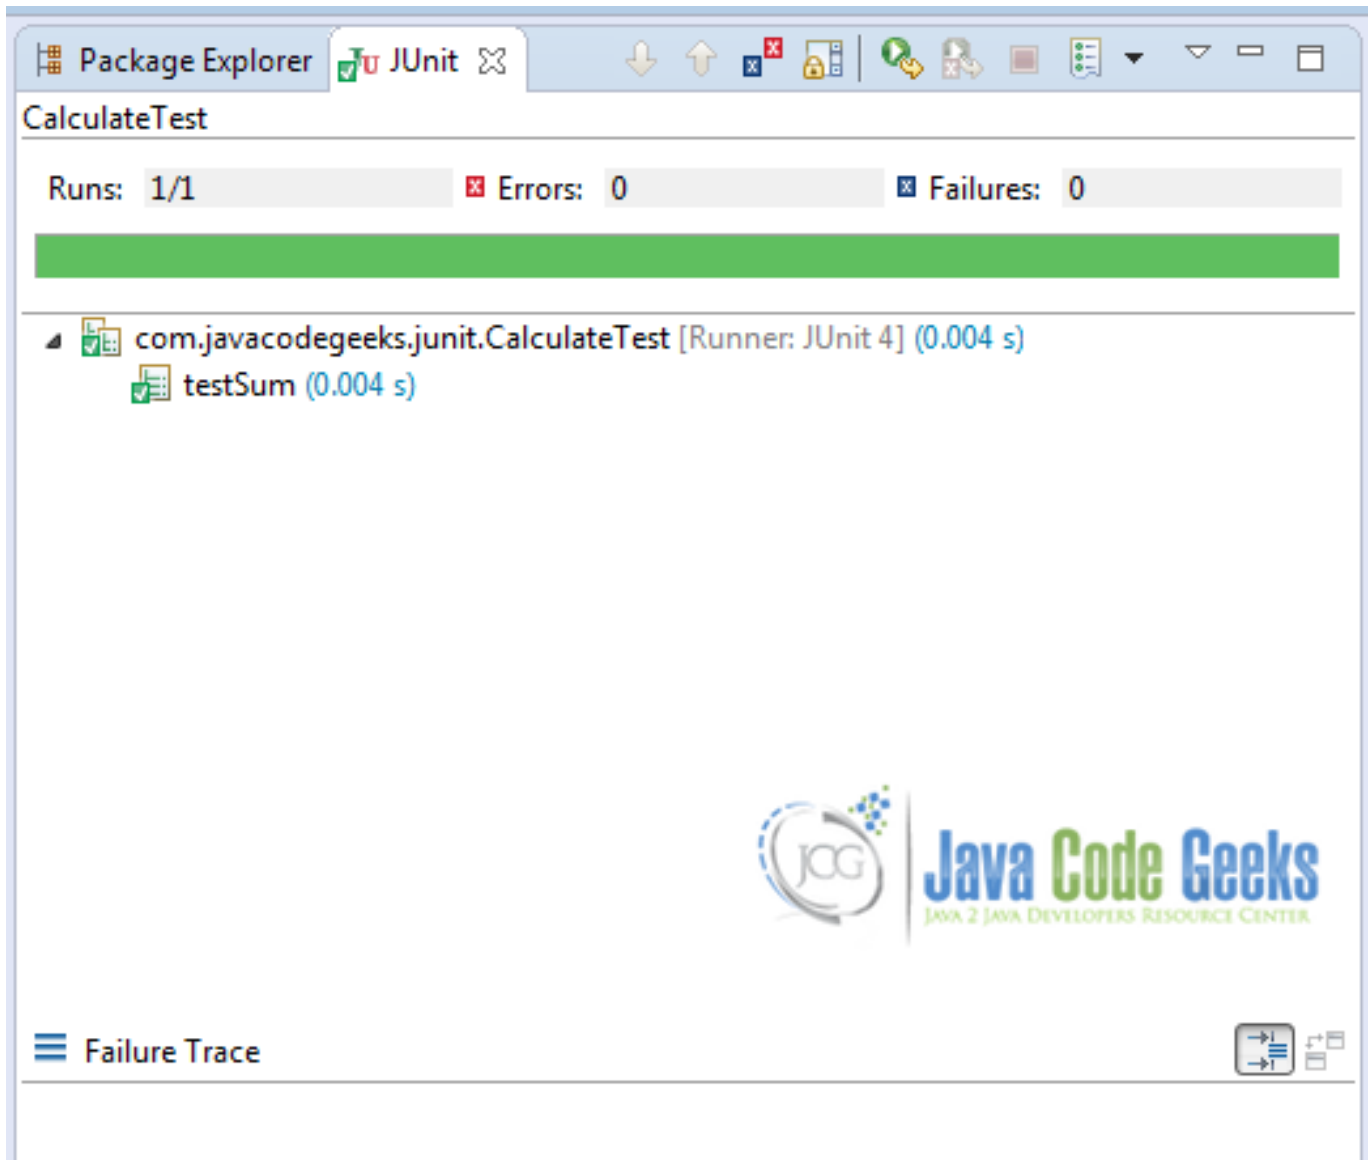 Package Explorer JUnit
CalculateTest
Runs: 1/1 Errors: 0 Failures: 0
com.javacodegeeks.junit.CalculateTest [Runner: JUnit 4] (0.004 s)
testSum (0.004 s)
JCG
Java Code Geeks
JAVA 2 JAVA DEVELOPERS RESOURCE CENTER
Failure Trace